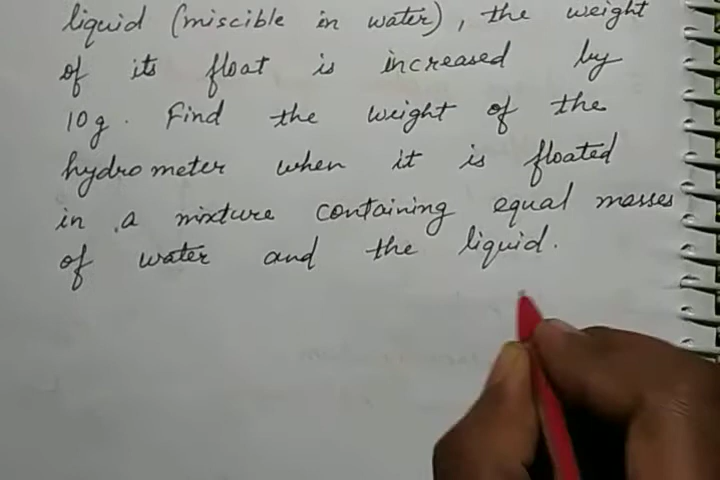 liquid (miscible in water), the weight
of its float is increased by
10g. Find the weight of the
hydrometer when it is floated
in a mixture containing equal masses
of water and the liquid.